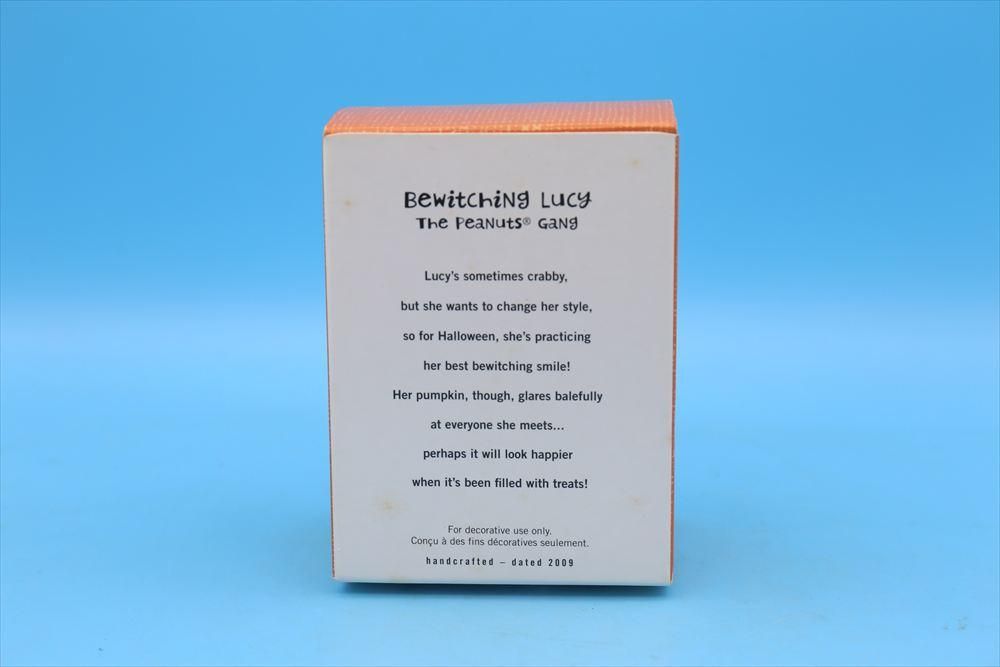 Bewitching Lucy
The Peanuts® Gang
Lucy's sometimes crabby,
but she wants to change her style,
so for Halloween, she's practicing
her best bewitching smile!
Her pumpkin, though, glares balefully
at everyone she meets...
perhaps it will look happier
when it's been filled with treats!
For decorative use only.
Conçu à des fins décoratives seulement.
handcrafted – dated 2009